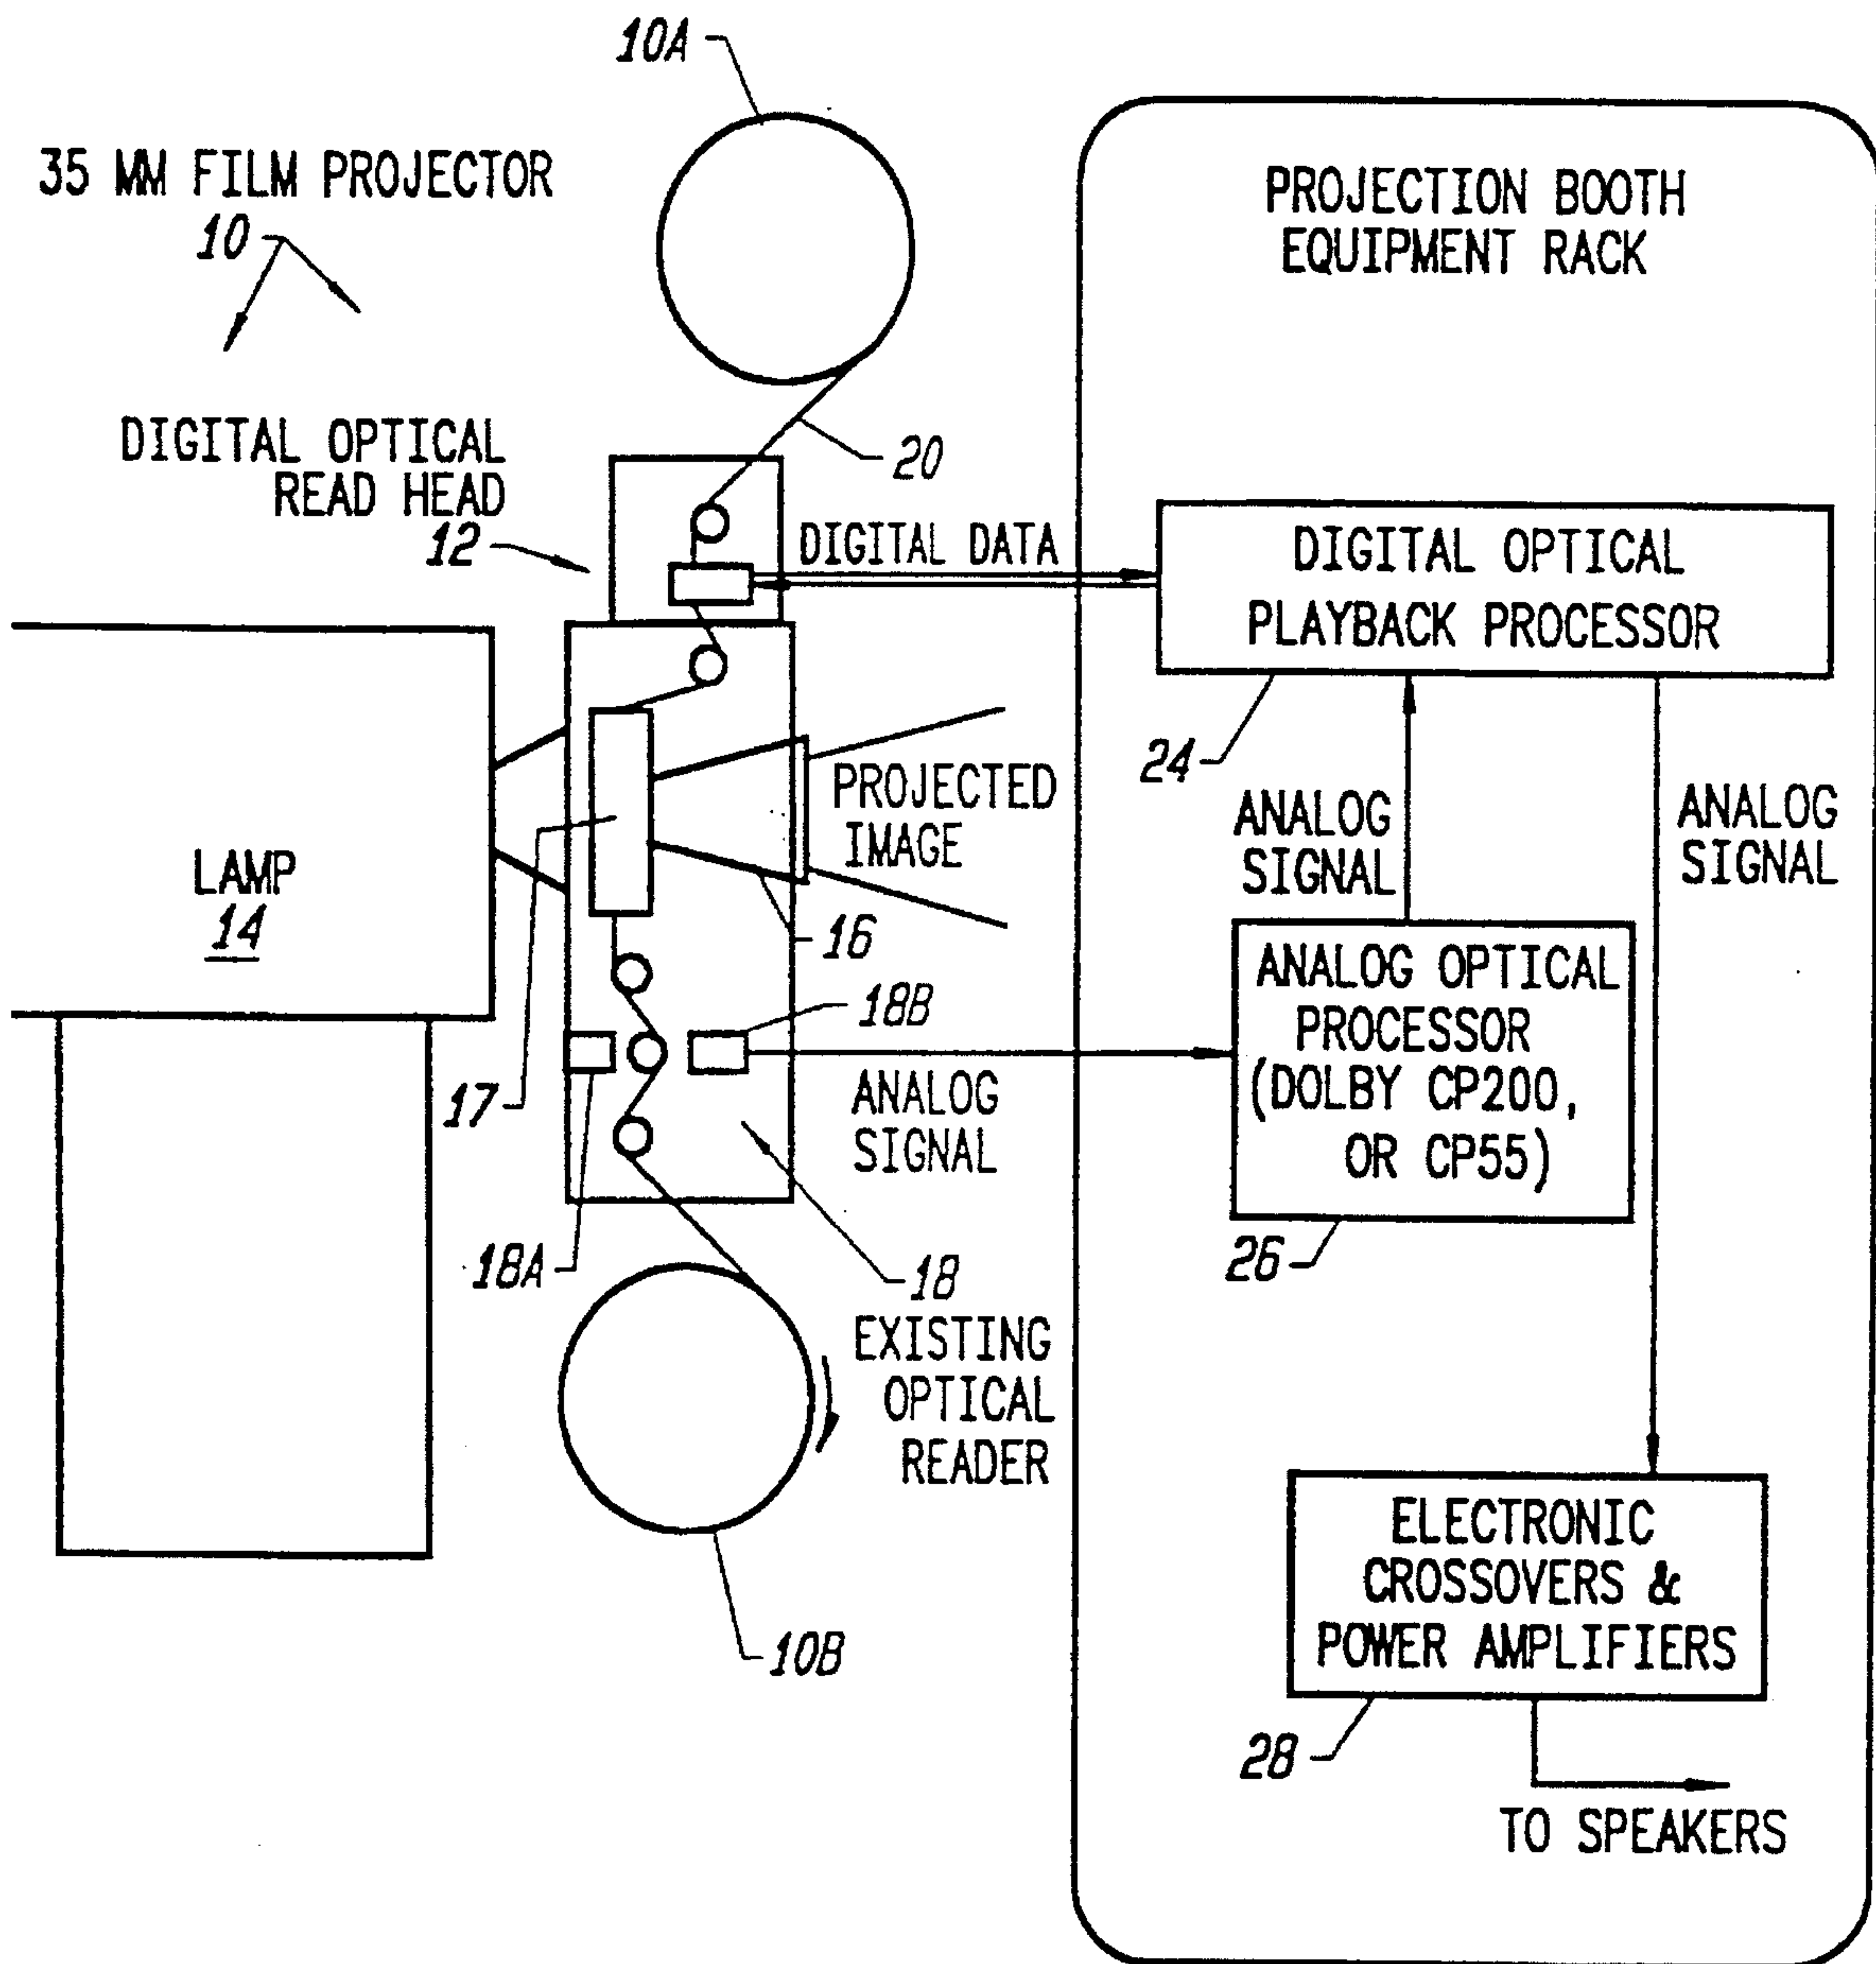 10A
35 MM FILM PROJECTOR
10
PROJECTION BOOTH
EQUIPMENT RACK
DIGITAL OPTICAL
READ HEAD
12
20
DIGITAL DATA
DIGITAL OPTICAL
PLAYBACK PROCESSOR
24
PROJECTED
IMAGE
ANALOG
SIGNAL
ANALOG
SIGNAL
LAMP
14
16
17
18B
ANALOG
SIGNAL
ANALOG OPTICAL
PROCESSOR
(DOLBY CP200,
OR CP55)
26
18A
18
EXISTING
OPTICAL
READER
10B
ELECTRONIC
CROSSOVERS &
POWER AMPLIFIERS
28
TO SPEAKERS